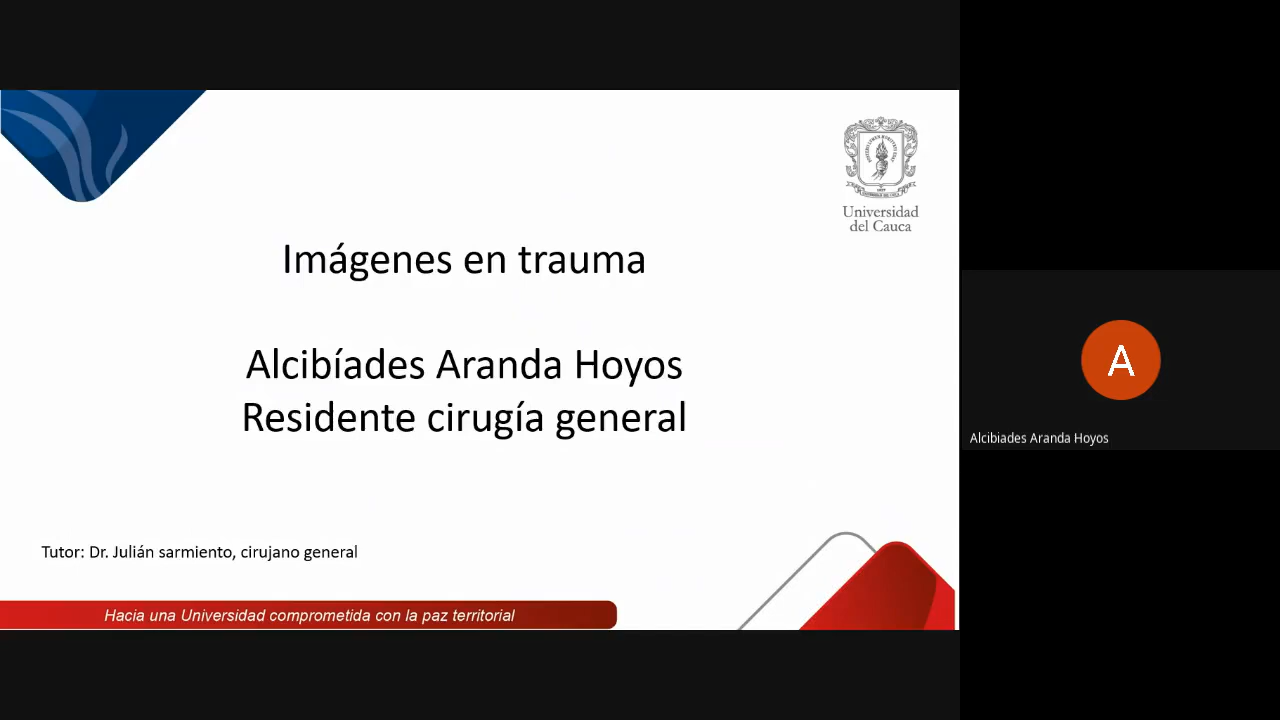 Universidad
del Cauca
Imágenes en trauma
Alcibíades Aranda Hoyos
Residente cirugía general
Tutor: Dr. Julián sarmiento, cirujano general
Hacia una Universidad comprometida con la paz territorial
A
Alcibiades Aranda Hoyos